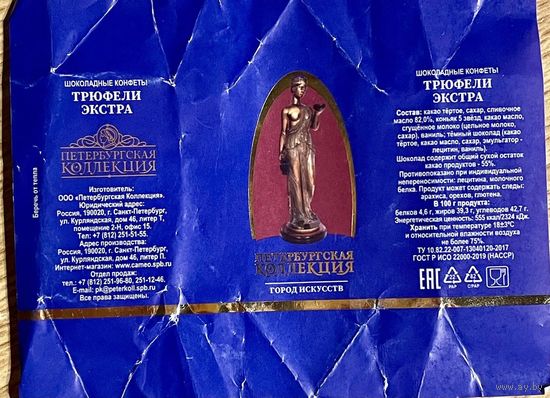 Беречь от тепла
ШОКОЛАДНЫЕ КОНФЕТЫ
ТРЮФЕЛИ
ЭКСТРА
ПЕТЕРБУРГСКАЯ
КОЛЛЕКЦИЯ
Изготовитель:
ООО «Петербургская Коллекция».
Юридический адрес:
Россия, 190020, г. Санкт-Петербург,
ул. Курляндская, дом 46, литер Т,
помещение 2-Н, офис 15.
Тел: +7 (812) 251-51-55.
Адрес производства:
Россия, 190020, г. Санкт-Петербург,
ул. Курляндская, дом 46, литер П.
Интернет-магазин: www.cameo.spb.ru
Отдел продаж:
тел.: +7 (812) 251-96-80, 251-12-46.
E-mail: pk@peterkoll.spb.ru
Все права защищены.
ПЕТЕРБУРГСКАЯ
КОЛЛЕКЦИЯ
ГОРОД ИСКУССТВ
ШОКОЛАДНЫЕ КОНФЕТЫ
ТРЮФЕЛИ
ЭКСТРА
Состав: какао тёртое, сахар, сливочное
масло 82,0%, коньяк 5 звёзд, какао масло,
сгущённое молоко (цельное молоко,
сахар), ваниль; тёмный шоколад (какао
тёртое, какао масло, сахар, эмульгатор -
лецитин, ваниль).
Шоколад содержит общий сухой остаток
какао продуктов - 55%.
Противопоказано при индивидуальной
непереносимости: лецитина, молочного
белка. Продукт может содержать следы:
арахиса, орехов, глютена.
В 100 г продукта:
белков 4,6 г, жиров 39,3 г, углеводов 42,7 г.
Энергетическая ценность: 555 ккал/2324 кДж.
Хранить при температуре 18±3°С
и относительной влажности воздуха
не более 75%.
ТУ 10.82.22-007-13040120-2017
ГОСТ Р ИСО 22000-2019 (ХАССР)
EAC
PAP
C/PAP
www.ay.by